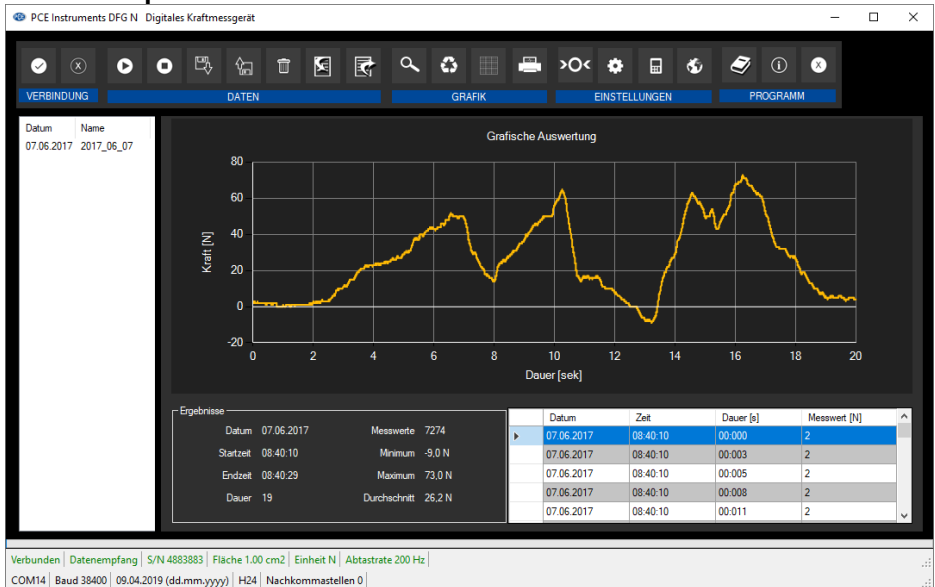 PCE Instruments DFG N Digitales Kraftmessgerät
VERBINDUNG DATEN GRAFIK EINSTELLUNGEN PROGRAMM
Datum Name
07.06.2017 2017_06_07
Grafische Auswertung
80
60
40
20
0
-20
Kraft [N]
0 2 4 6 8 10 12 14 16 18 20
Dauer [sek]
Ergebnisse
Datum 07.06.2017 Messwerte 7274
Startzeit 08:40:10 Minimum -9,0 N
Endzeit 08:40:29 Maximum 73,0 N
Dauer 19 Durchschnitt 26,2 N
Datum Zeit Dauer [s] Messwert [N]
07.06.2017 08:40:10 00:000 2
07.06.2017 08:40:10 00:003 2
07.06.2017 08:40:10 00:005 2
07.06.2017 08:40:10 00:008 2
07.06.2017 08:40:10 00:011 2
Verbunden Datenempfang S/N 4883883 Fläche 1.00 cm2 Einheit N Abtastrate 200 Hz
COM14 Baud 38400 09.04.2019 (dd.mm.yyyy) H24 Nachkommastellen 0